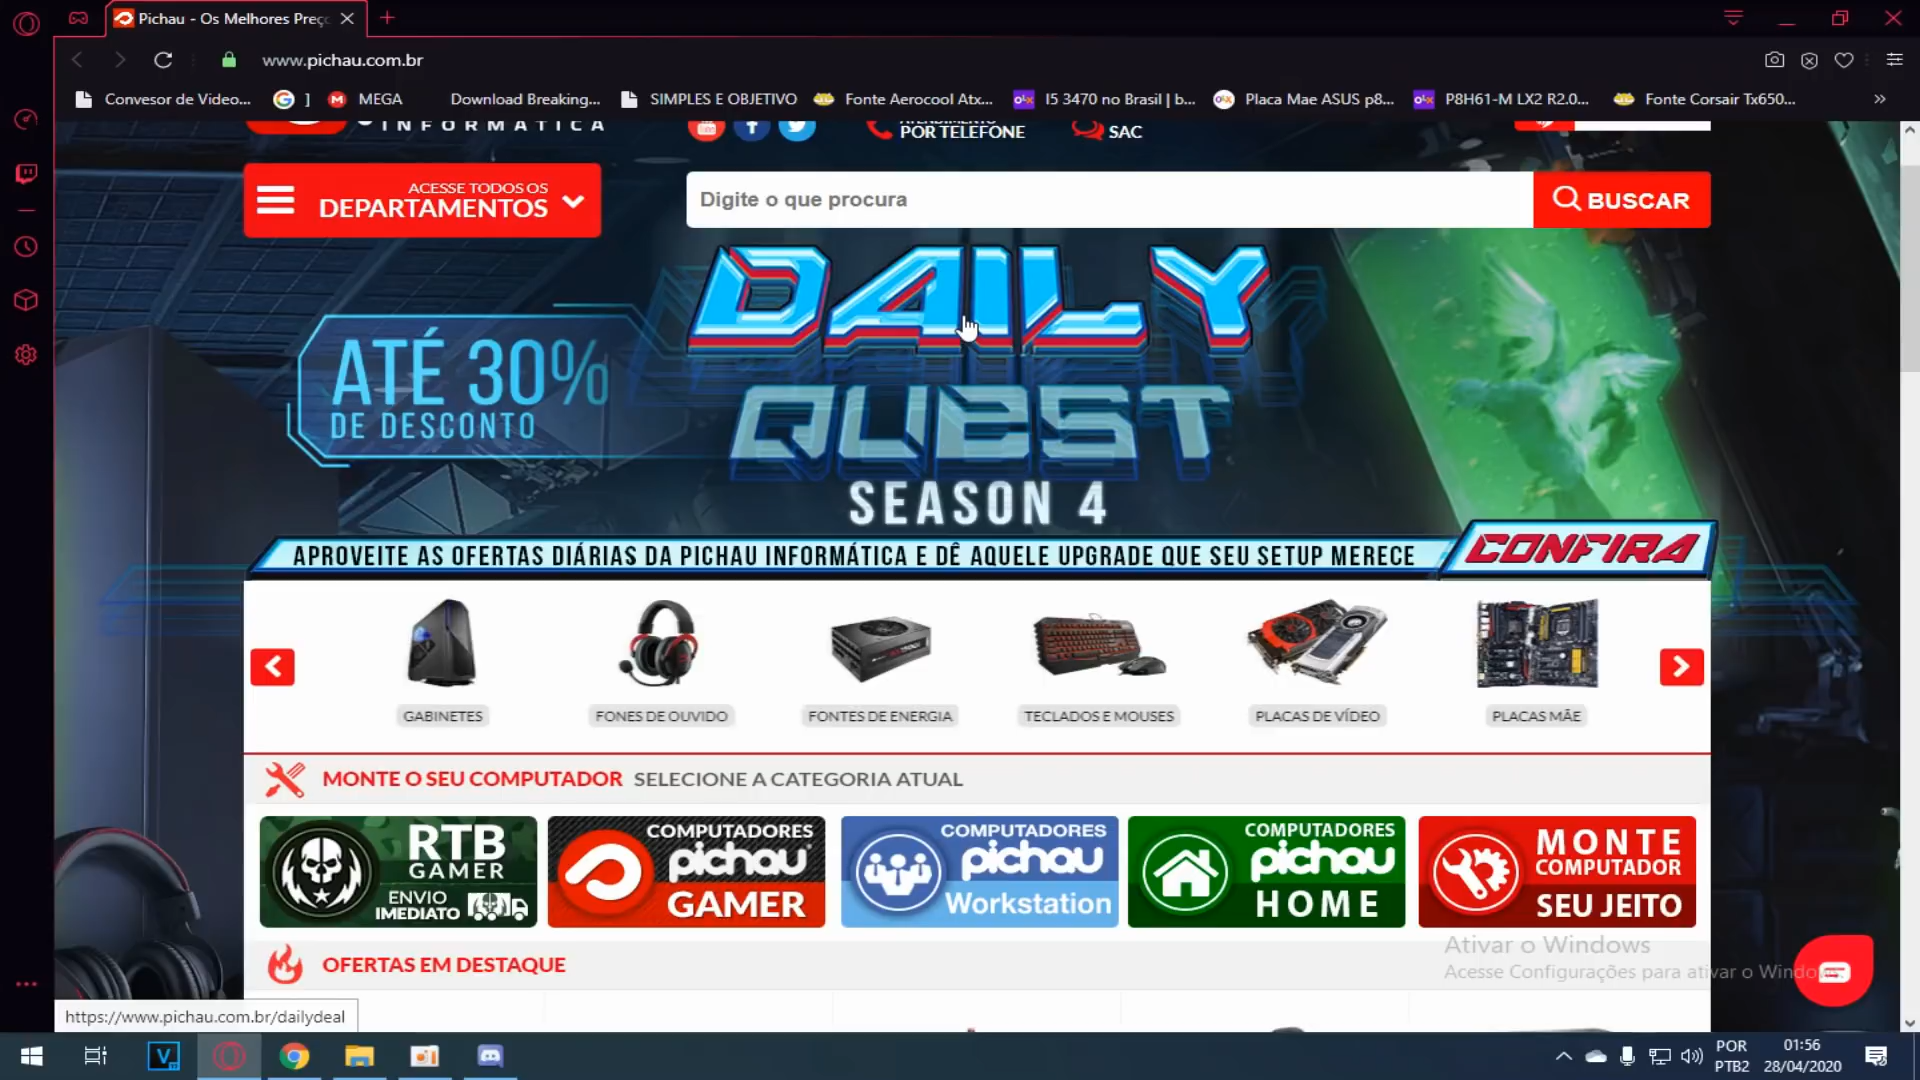 Pichau - Os Melhores Preç
www.pichau.com.br
Convesor de Video...
]
MEGA
Download Breaking...
SIMPLES E OBJETIVO
Fonte Aerocool Atx...
I5 3470 no Brasil | b...
Placa Mae ASUS p8...
P8H61-M LX2 R2.0...
Fonte Corsair Tx650...
»
INFORMÁTICA
ATENDIMENTO
POR TELEFONE
SAC
ACESSE TODOS OS
DEPARTAMENTOS
Digite o que procura
BUSCAR
DAILY
QUEST
SEASON 4
ATÉ 30%
DE DESCONTO
APROVEITE AS OFERTAS DIÁRIAS DA PICHAU INFORMÁTICA E DÊ AQUELE UPGRADE QUE SEU SETUP MERECE
CONFIRA
GABINETES
FONES DE OUVIDO
FONTES DE ENERGIA
TECLADOS E MOUSES
PLACAS DE VÍDEO
PLACAS MÃE
MONTE O SEU COMPUTADOR SELECIONE A CATEGORIA ATUAL
RTB
GAMER
ENVIO
IMEDIATO
COMPUTADORES
pichau
GAMER
COMPUTADORES
pichau
Workstation
COMPUTADORES
pichau
HOME
MONTE
COMPUTADOR
SEU JEITO
OFERTAS EM DESTAQUE
Ativar o Windows
Acesse Configurações para ativar o Windows.
https://www.pichau.com.br/dailydeal
POR
PTB2
01:56
28/04/2020